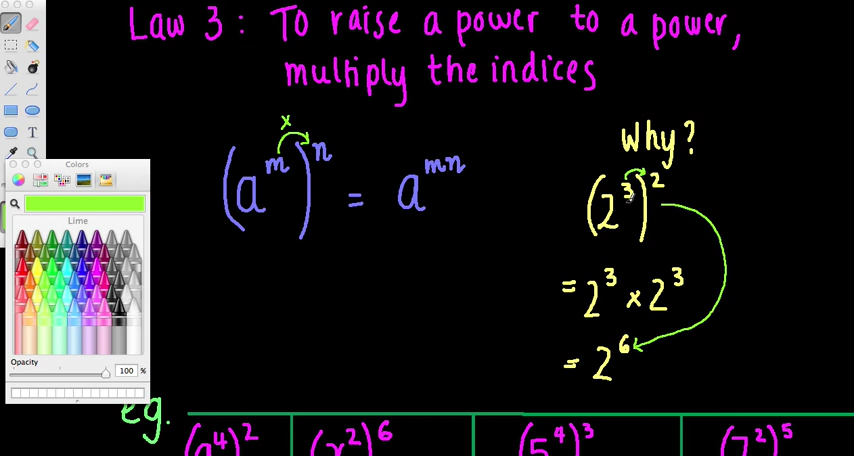 Law 3 : To raise a power to a power,
multiply the indices
x
(a^m)^n = a^mn
Why?
(2^3)^2
= 2^3 x 2^3
= 2^6
Colors
Lime
Opacity
100 %
eg.
(a^4)^2 (x^2)^6 (5^4)^3 (7^2)^5